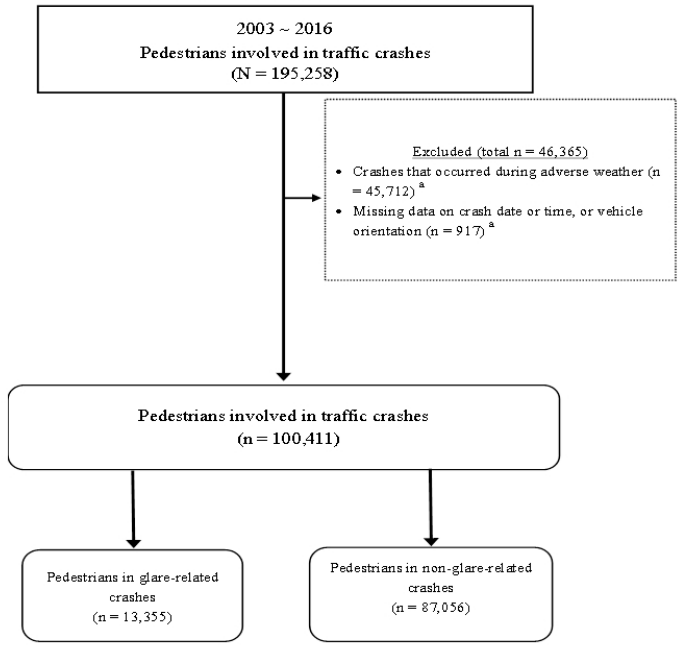 2003 ~ 2016
Pedestrians involved in traffic crashes
(N = 195,258)
Excluded (total n = 46,365)
• Crashes that occurred during adverse weather (n
= 45,712) a
• Missing data on crash date or time, or vehicle
orientation (n = 917) a
Pedestrians involved in traffic crashes
(n = 100,411)
Pedestrians in glare-related
crashes
(n = 13,355)
Pedestrians in non-glare-related
crashes
(n = 87,056)